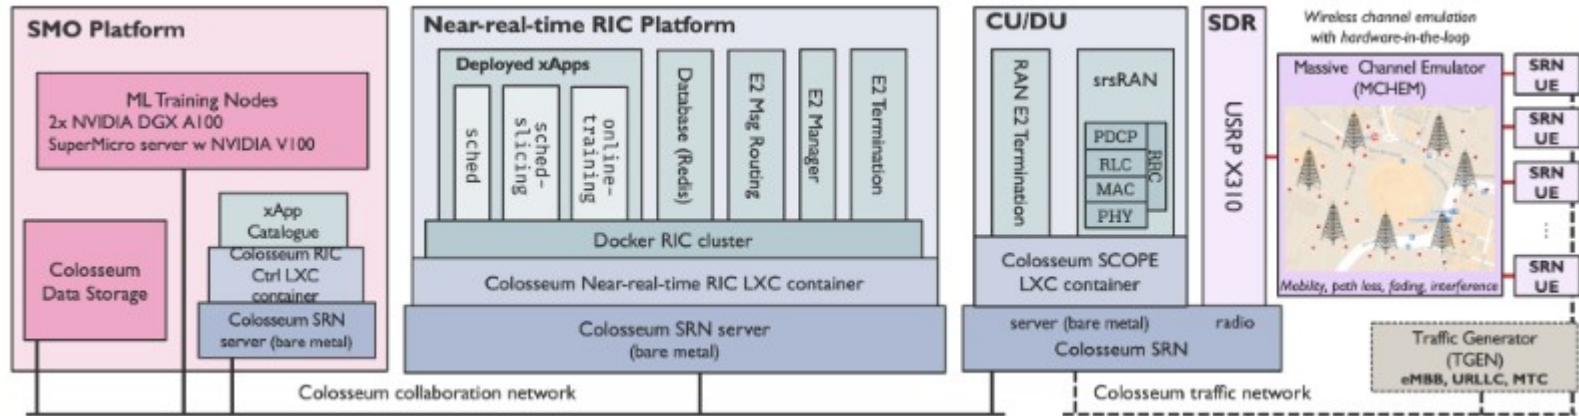 SMO Platform
ML Training Nodes
2x NVIDIA DGX A100
SuperMicro server w NVIDIA V100
xApp
Catalogue
Colosseum RIC
Ctrl LXC
container
Colosseum
Data Storage
Colosseum SRN
server (bare metal)
Near-real-time RIC Platform
Deployed xApps
sched
sched-
slicing
online-
training
Database (Redis)
E2 Msg Routing
E2 Manager
E2 Termination
Docker RIC cluster
Colosseum Near-real-time RIC LXC container
Colosseum SRN server
(bare metal)
CU/DU
RAN E2 Termination
srsRAN
PDCP
RLC
MAC
PHY
RRC
Colosseum SCOPE
LXC container
SDR
USRP X310
server (bare metal)
radio
Colosseum SRN
Wireless channel emulation
with hardware-in-the-loop
Massive Channel Emulator
(MCHEM)
Mobility, path loss, fading, interference
SRN
UE
SRN
UE
SRN
UE
...
SRN
UE
Traffic Generator
(TGEN)
eMBB, URLLC, MTC
Colosseum collaboration network
Colosseum traffic network